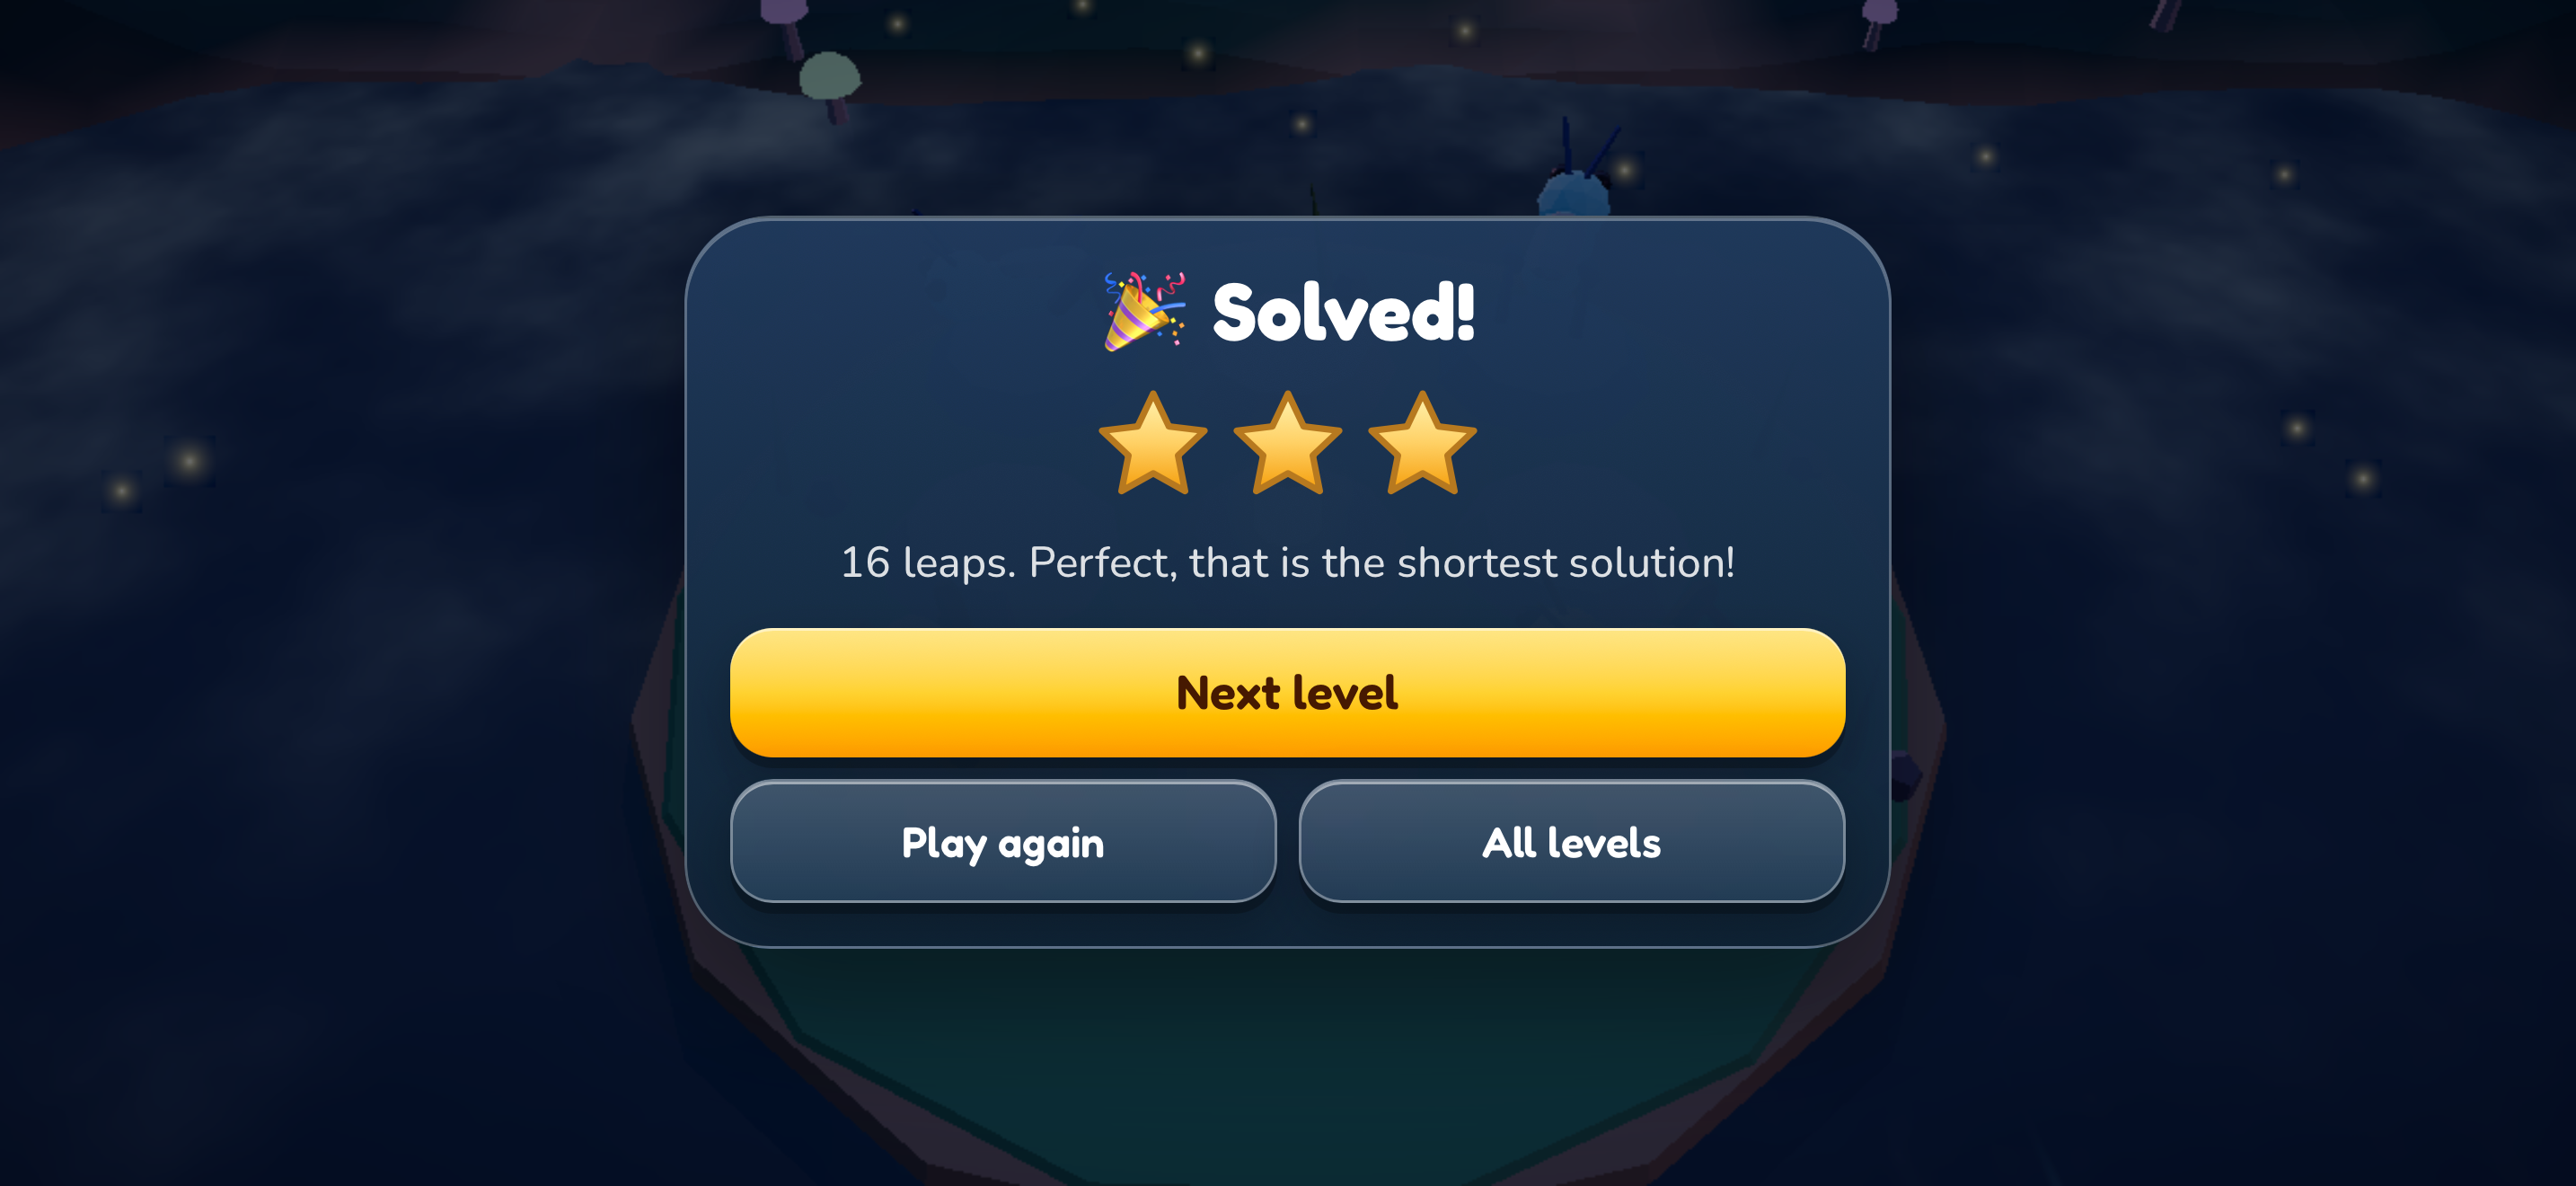 🎉 Solved!
16 leaps. Perfect, that is the shortest solution!
Next level
Play again
All levels